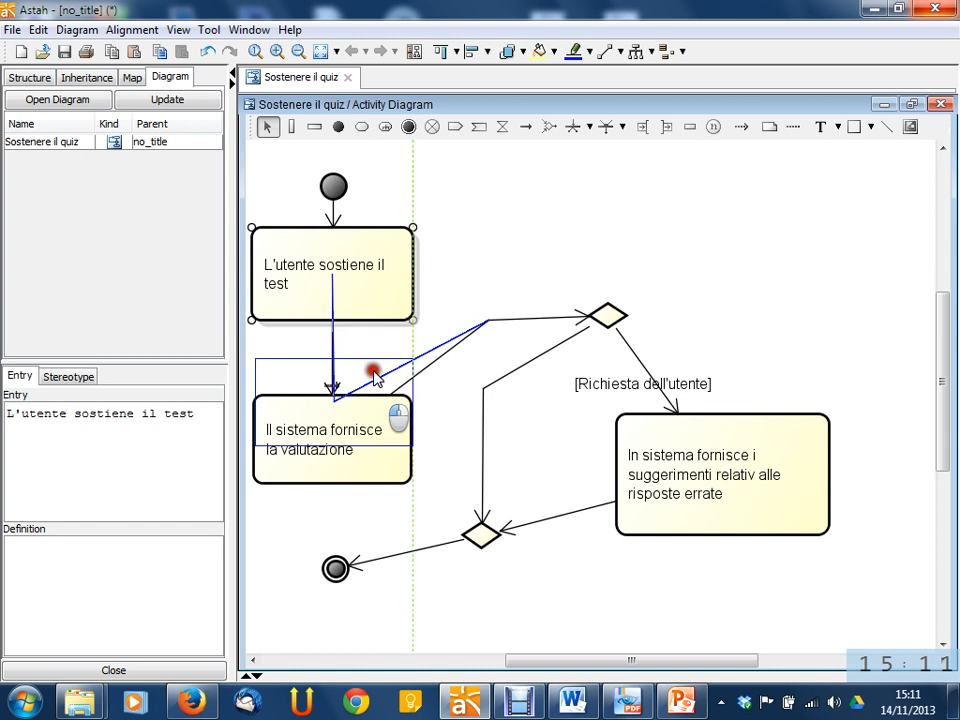 Astah - [no_title] (*)
File Edit Diagram Alignment View Tool Window Help
Structure Inheritance Map Diagram
Sostenere il quiz
Open Diagram Update
Sostenere il quiz / Activity Diagram
Name Kind Parent
Sostenere il quiz no_title
T
L'utente sostiene il
test
[Richiesta dell'utente]
Il sistema fornisce
la valutazione
In sistema fornisce i
suggerimenti relativ alle
risposte errate
Entry Stereotype
Entry
L'utente sostiene il test
Definition
Close
15:11
15:11
14/11/2013